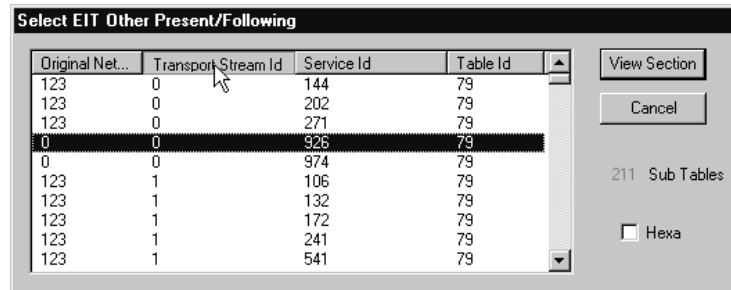 Select EIT Other Present/Following
Original Net... Transport Stream Id Service Id Table Id
123 0 144 79
123 0 202 79
123 0 271 79
0 0 926 79
0 0 974 79
123 1 106 79
123 1 132 79
123 1 172 79
123 1 241 79
123 1 541 79
View Section
Cancel
211 Sub Tables
Hexa